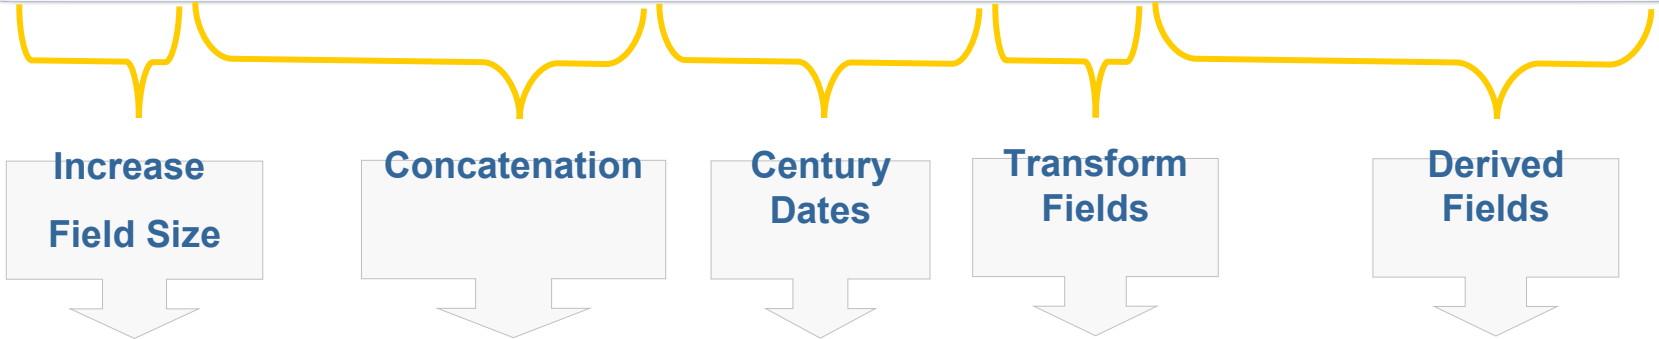 Increase
Field Size
Concatenation
Century
Dates
Transform
Fields
Derived
Fields